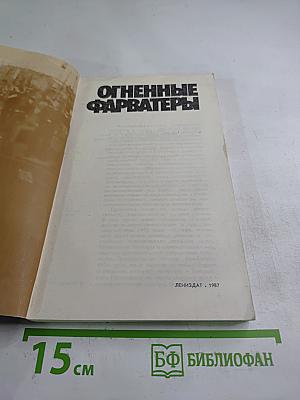 ОГНЕННЫЕ
ФАРВАТЕРЫ
ЛЕНИЗДАТ · 1987
15 см
БФ БИБЛИОФАН